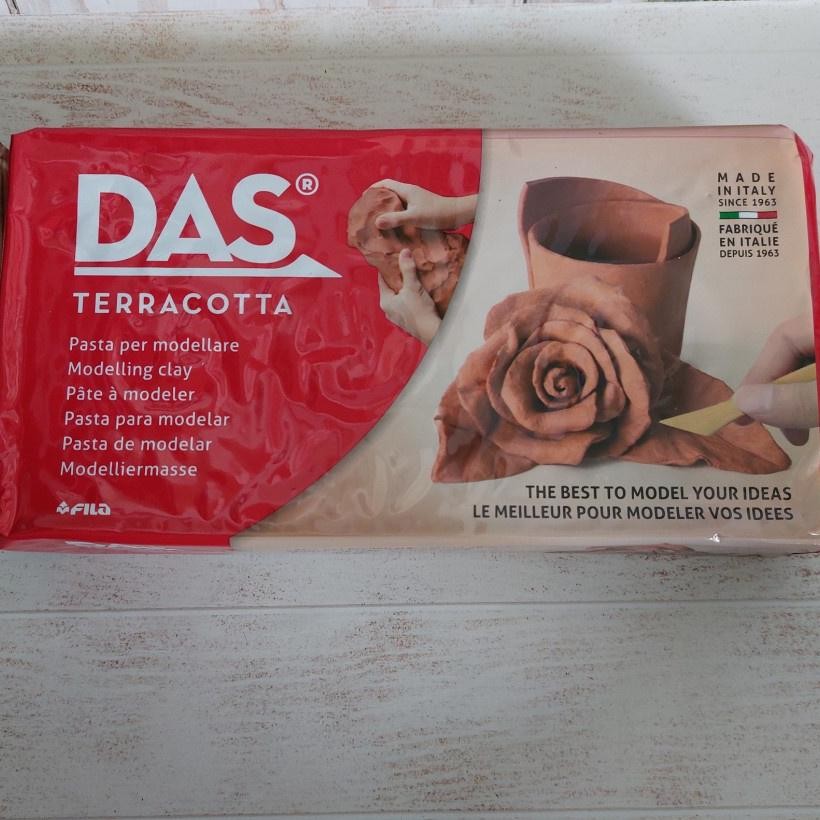 DAS®
TERRACOTTA
Pasta per modellare
Modelling clay
Pâte à modeler
Pasta para modelar
Pasta de modelar
Modelliermasse
FILA
MADE
IN ITALY
SINCE 1963
FABRIQUÉ
EN ITALIE
DEPUIS 1963
THE BEST TO MODEL YOUR IDEAS
LE MEILLEUR POUR MODELER VOS IDEES